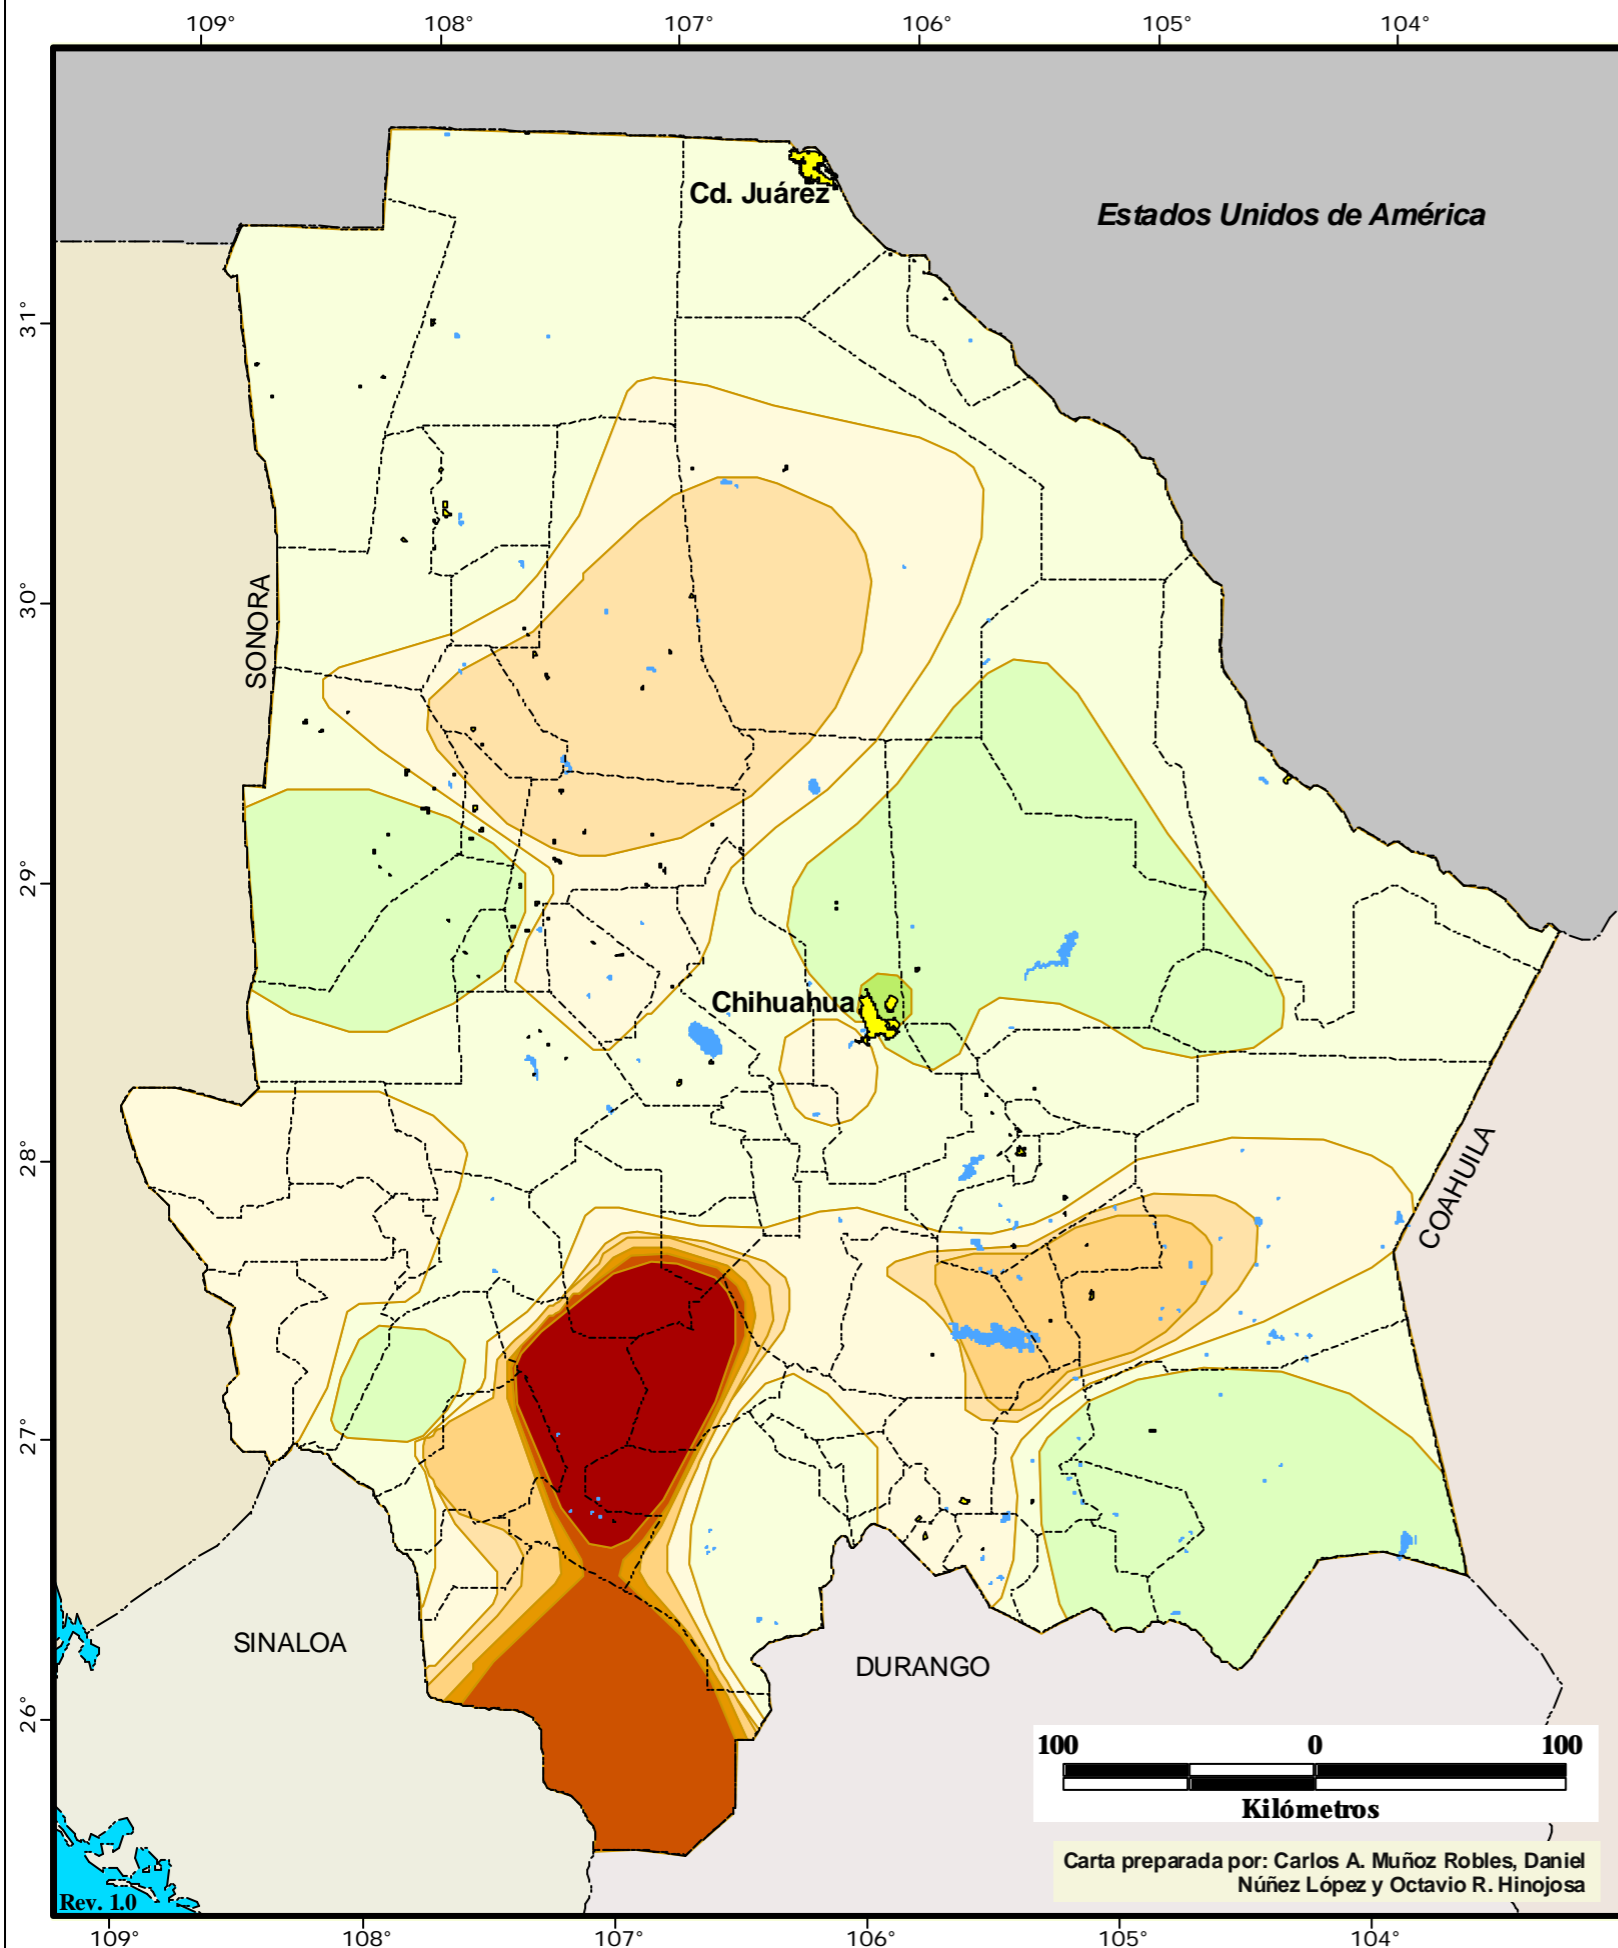 109° 108° 107° 106° 105° 104°
Cd. Juárez
Estados Unidos de América
31°
30°
SONORA
29°
Chihuahua
28°
COAHUILA
27°
SINALOA
DURANGO
26°
100 0 100
Kilómetros
Carta preparada por: Carlos A. Muñoz Robles, Daniel
Núñez López y Octavio R. Hinojosa
Rev. 1.0
109° 108° 107° 106° 105° 104°